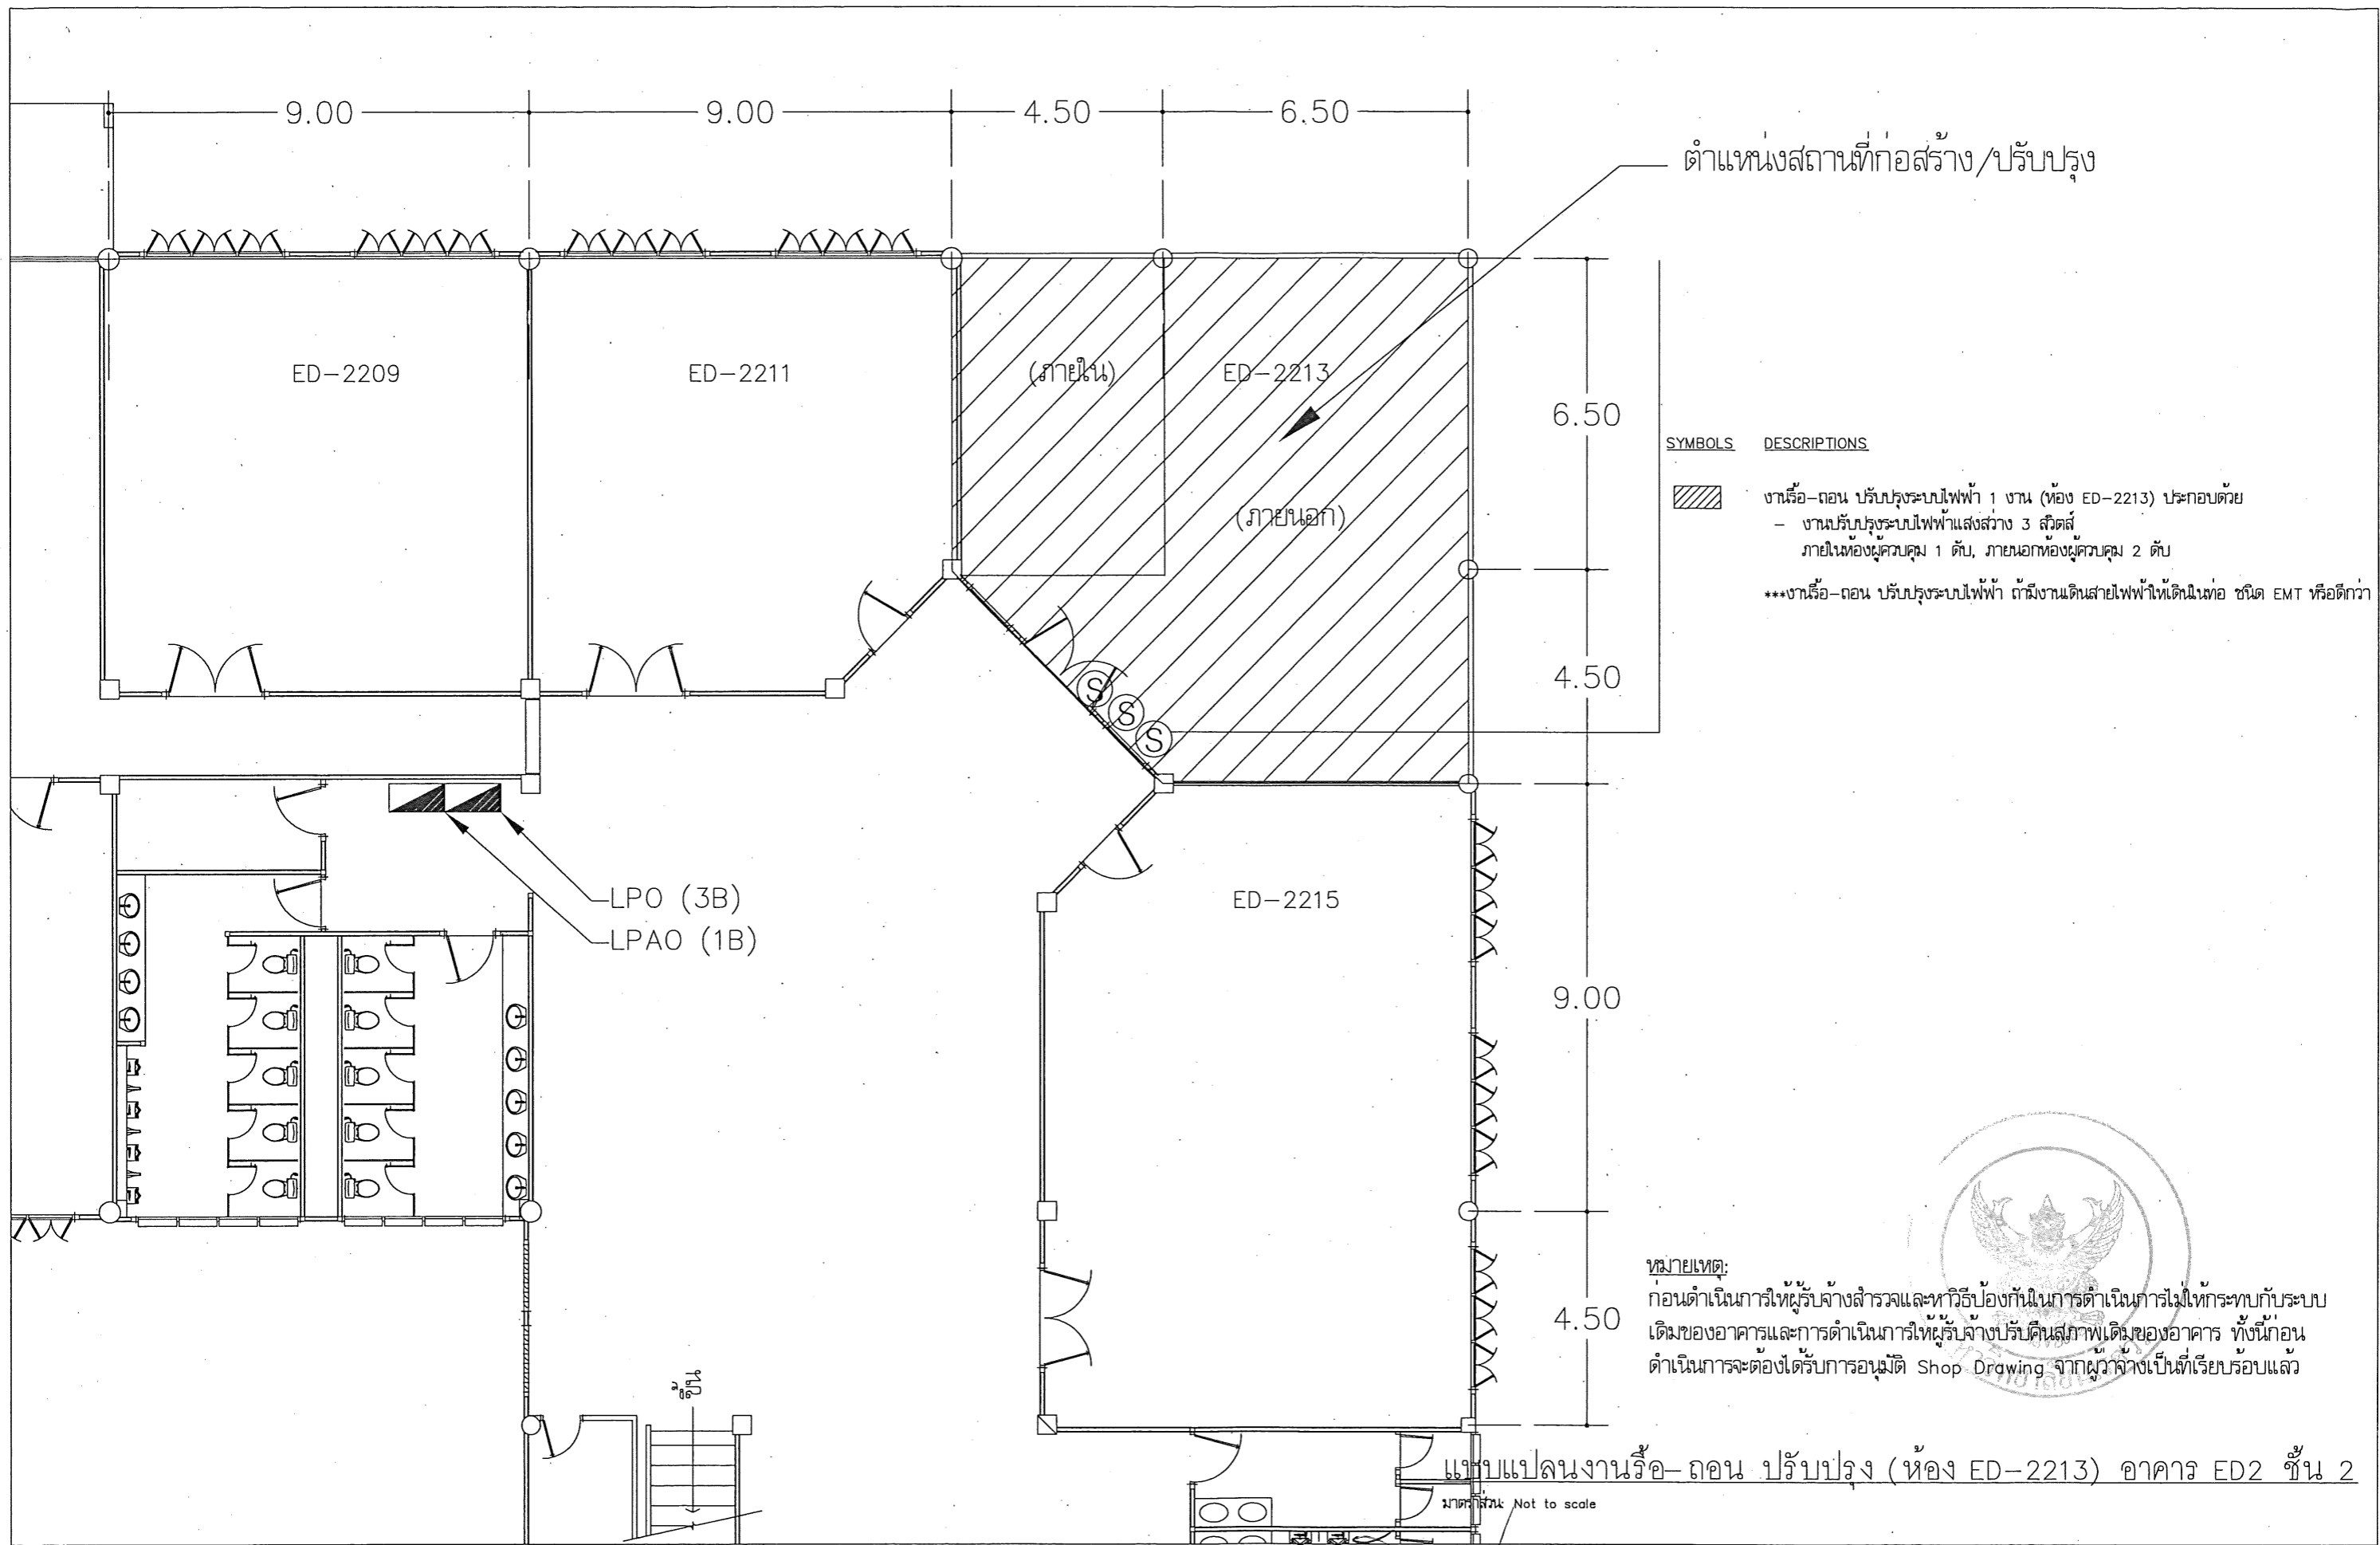 9.00
9.00
4.50
6.50
ตำแหน่งสถานที่ก่อสร้าง/ปรับปรุง
ED-2209
ED-2211
(ภายใน)
ED-2213
(ภายนอก)
6.50
4.50
SYMBOLS DESCRIPTIONS
งานรื้อ-ถอน ปรับปรุงระบบไฟฟ้า 1 งาน (ห้อง ED-2213) ประกอบด้วย
- งานปรับปรุงระบบไฟฟ้าแสงสว่าง 3 สวิตส์
ภายในห้องผู้ควบคุม 1 ดับ, ภายนอกห้องผู้ควบคุม 2 ดับ
***งานรื้อ-ถอน ปรับปรุงระบบไฟฟ้า ถ้ามีงานเดินสายไฟฟ้าให้เดินในท่อ ชนิด EMT หรือดีกว่า
S
S
S
LPO (3B)
LPAO (1B)
ED-2215
9.00
4.50
ขึ้น
หมายเหตุ:
ก่อนดำเนินการให้ผู้รับจ้างสำรวจและหาวิธีป้องกันในการดำเนินการไม่ให้กระทบกับระบบ
เดิมของอาคารและการดำเนินการให้ผู้รับจ้างปรับคืนสภาพเดิมของอาคาร ทั้งนี้ก่อน
ดำเนินการจะต้องได้รับการอนุมัติ Shop Drawing จากผู้ว่าจ้างเป็นที่เรียบร้อยแล้ว
แบบแปลนงานรื้อ-ถอน ปรับปรุง (ห้อง ED-2213) อาคาร ED2 ชั้น 2
มาตราส่วน: Not to scale